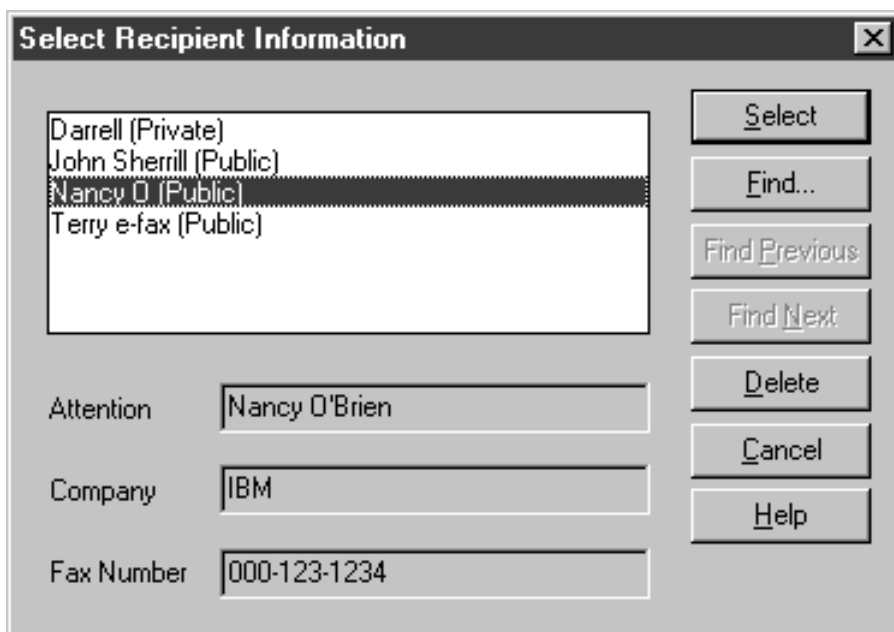 Select Recipient Information
Darrell (Private)
John Sherrill (Public)
Nancy O (Public)
Terry e-fax (Public)
Select
Find...
Find Previous
Find Next
Delete
Cancel
Help
Attention
Nancy O'Brien
Company
IBM
Fax Number
000-123-1234